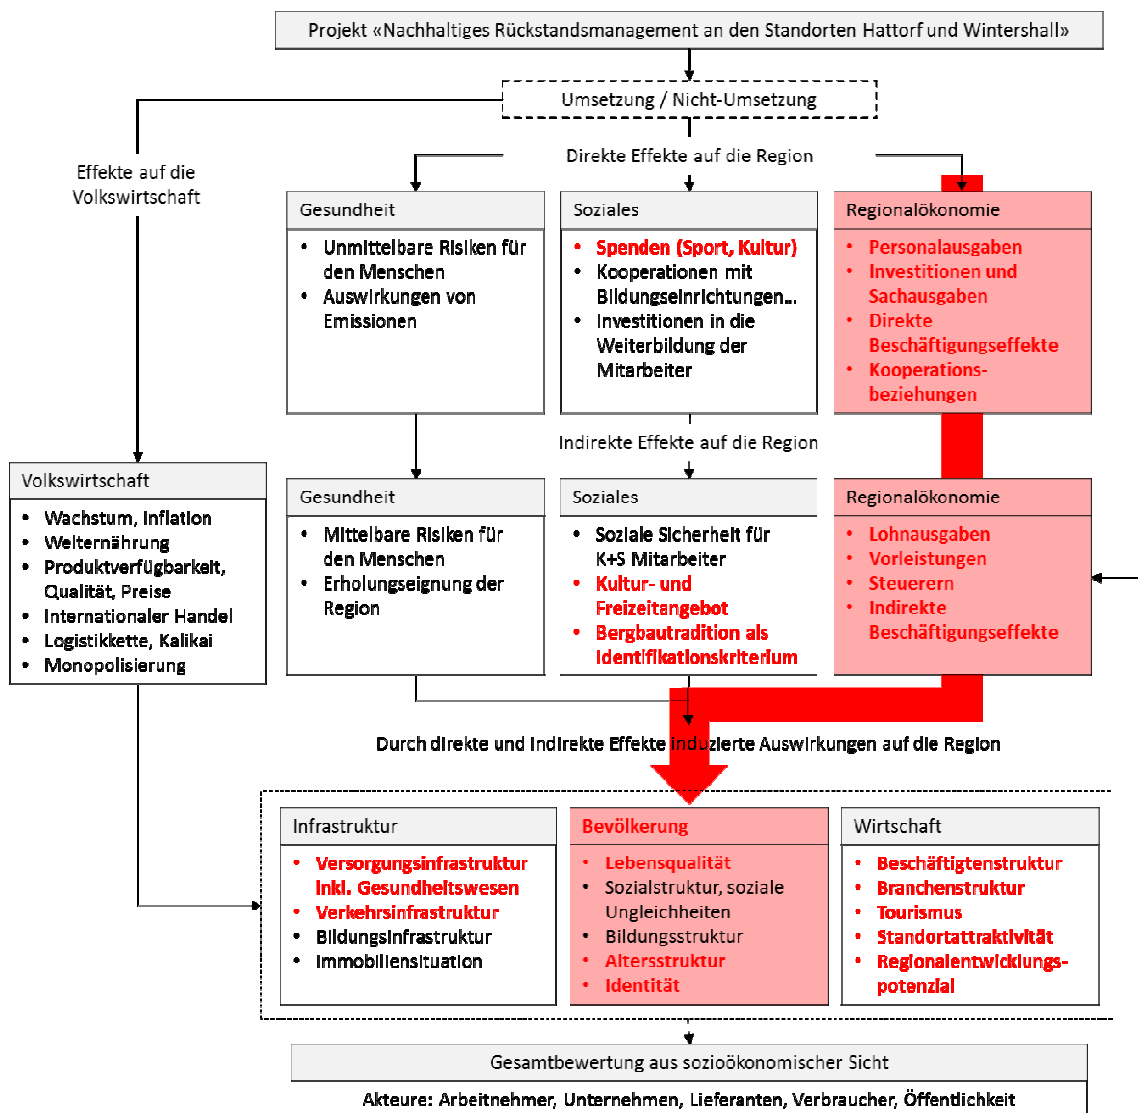 Projekt «Nachhaltiges Rückstandsmanagement an den Standorten Hattorf und Wintershall»
Umsetzung / Nicht-Umsetzung
Effekte auf die
Volkswirtschaft
Direkte Effekte auf die Region
Gesundheit
• Unmittelbare Risiken für
den Menschen
• Auswirkungen von
Emissionen
Soziales
• Spenden (Sport, Kultur)
• Kooperationen mit
Bildungseinrichtungen...
• Investitionen in die
Weiterbildung der
Mitarbeiter
Regionalökonomie
• Personalausgaben
• Investitionen und
Sachausgaben
• Direkte
Beschäftigungseffekte
• Kooperations-
beziehungen
Indirekte Effekte auf die Region
Volkswirtschaft
• Wachstum, Inflation
• Welternährung
• Produktverfügbarkeit,
Qualität, Preise
• Internationaler Handel
• Logistikkette, Kalikai
• Monopolisierung
Gesundheit
• Mittelbare Risiken für
den Menschen
• Erholungseignung der
Region
Soziales
• Soziale Sicherheit für
K+S Mitarbeiter
• Kultur- und
Freizeitangebot
• Bergbautradition als
Identifikationskriterium
Regionalökonomie
• Lohnausgaben
• Vorleistungen
• Steuerern
• Indirekte
Beschäftigungseffekte
Durch direkte und indirekte Effekte induzierte Auswirkungen auf die Region
Infrastruktur
• Versorgungsinfrastruktur
inkl. Gesundheitswesen
• Verkehrsinfrastruktur
• Bildungsinfrastruktur
• Immobiliensituation
Bevölkerung
• Lebensqualität
• Sozialstruktur, soziale
Ungleichheiten
• Bildungsstruktur
• Altersstruktur
• Identität
Wirtschaft
• Beschäftigtenstruktur
• Branchenstruktur
• Tourismus
• Standortattraktivität
• Regionalentwicklungs-
potenzial
Gesamtbewertung aus sozioökonomischer Sicht
Akteure: Arbeitnehmer, Unternehmen, Lieferanten, Verbraucher, Öffentlichkeit